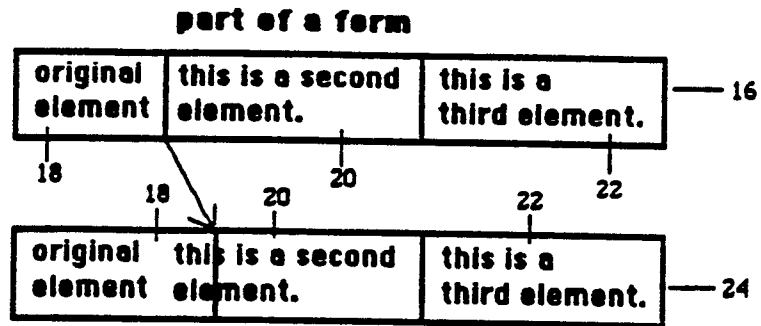 part of a form
original this is a second this is a
element element. third element.
16
18 20 22
18 20 22
original this is a second this is a
element element. third element.
24